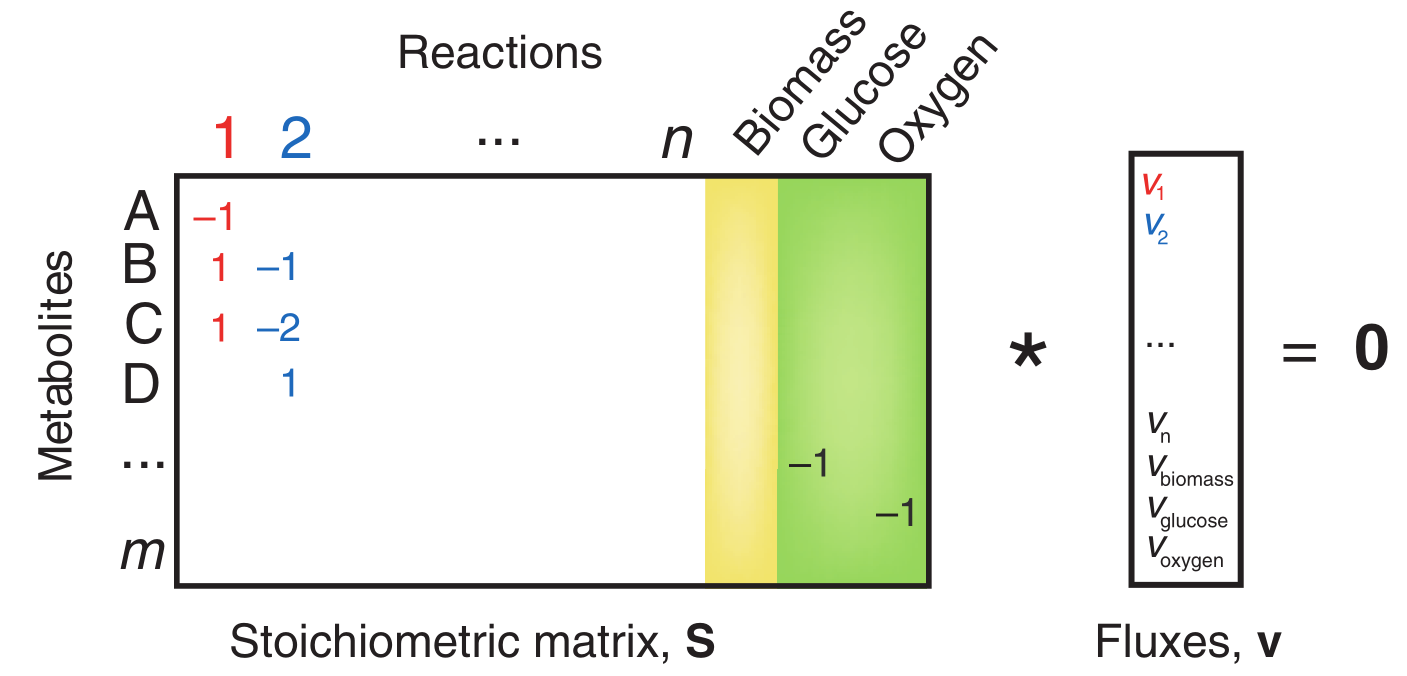 Reactions
Biomass
Glucose
Oxygen
1 2 ... n
Metabolites
A –1
B 1 –1
C 1 –2
D 1
... –1
–1
m
*
v1
v2
...
vn
vbiomass
vglucose
voxygen
= 0
Stoichiometric matrix, S
Fluxes, v